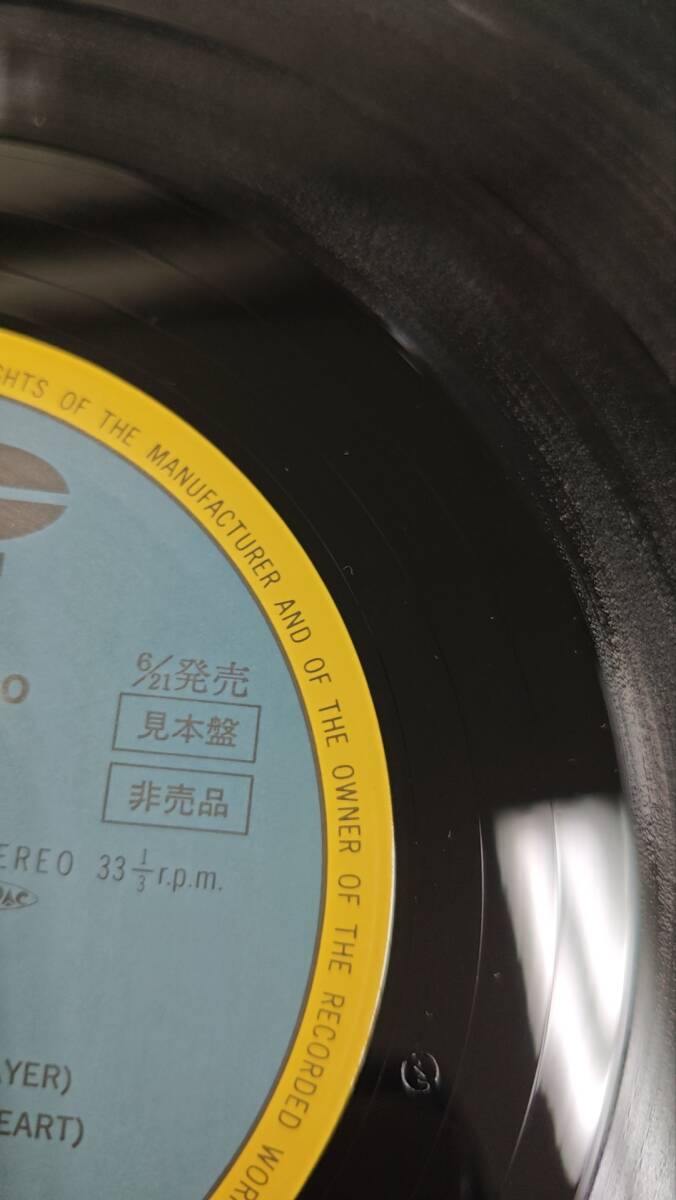 GHTS OF THE MANUFACTURER AND OF THE OWNER OF THE RECORDED WOR
O
6/21発売
見本盤
非売品
EREO 33 1/3 r.p.m.
AYER)
EART)